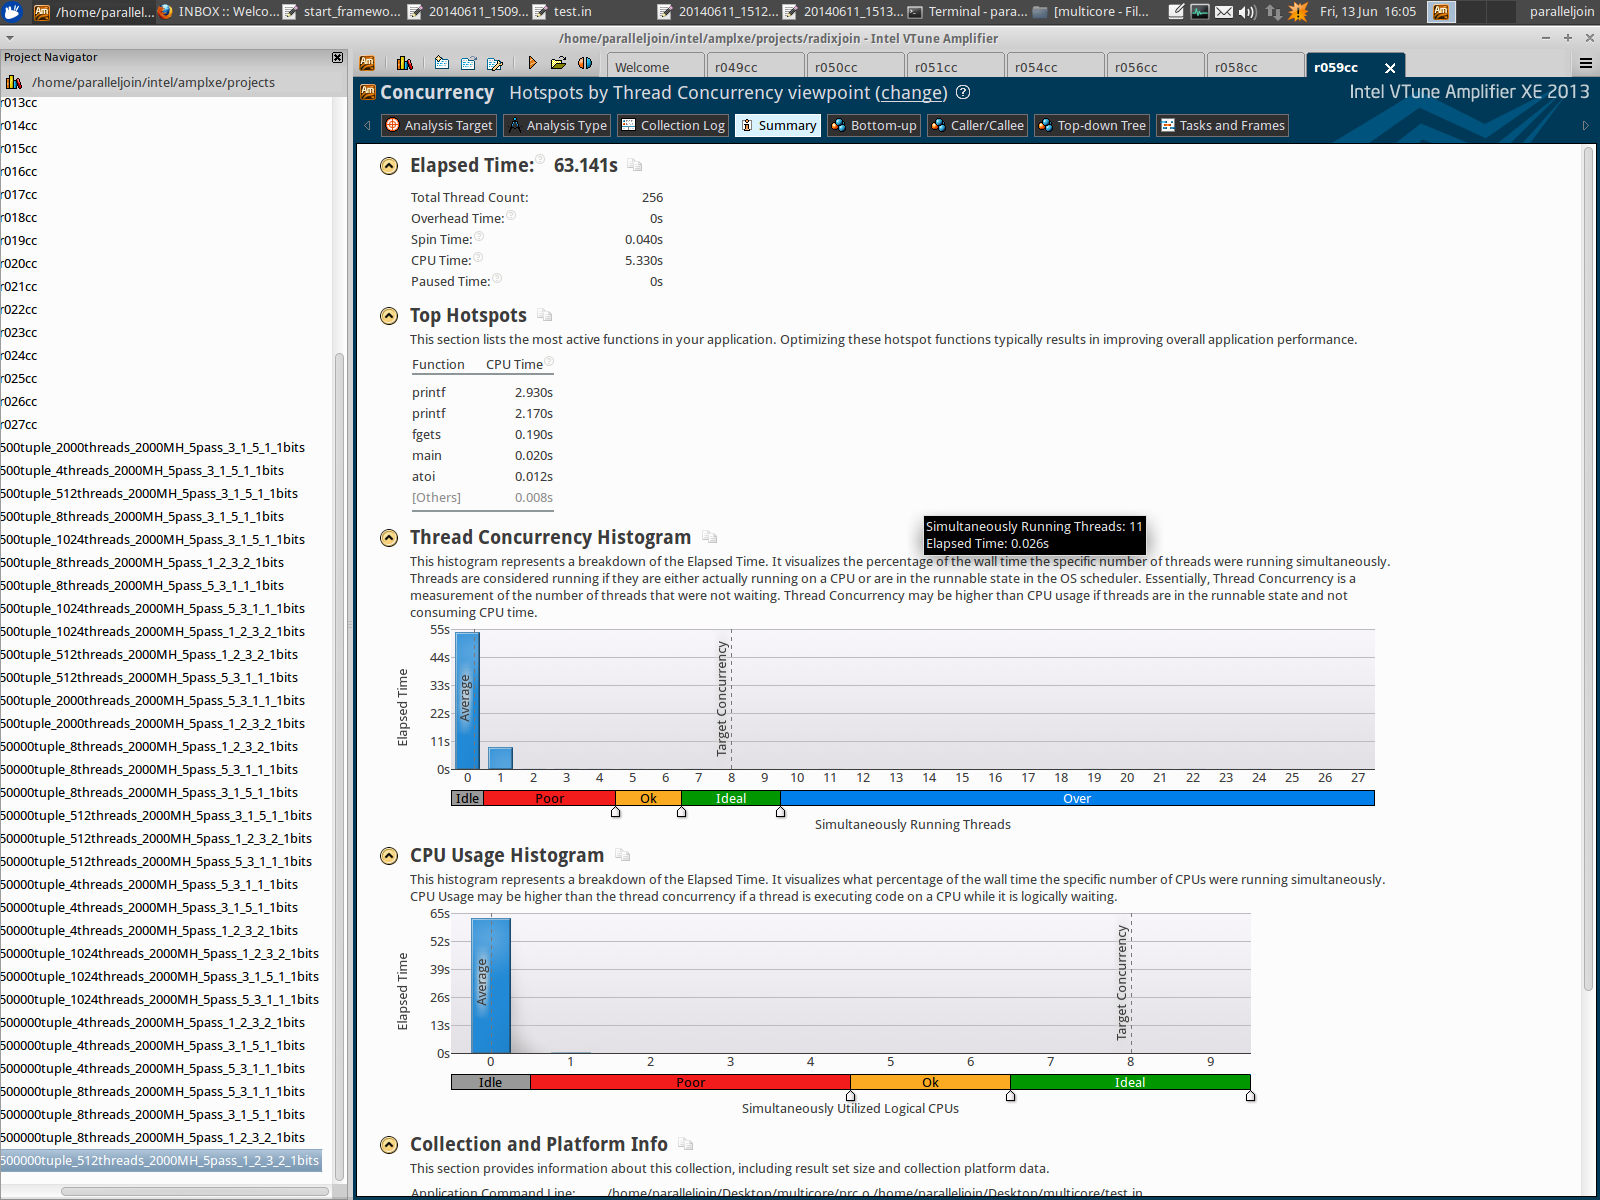 /home/parallel...
INBOX :: Welco...
start_framewo...
20140611_1509...
test.in
20140611_1512...
20140611_1513...
Terminal - para...
[multicore - Fil...
Fri, 13 Jun 16:05
paralleljoin
/home/paralleljoin/intel/amplxe/projects/radixjoin - Intel VTune Amplifier
Project Navigator
/home/paralleljoin/intel/amplxe/projects
r013cc
r014cc
r015cc
r016cc
r017cc
r018cc
r019cc
r020cc
r021cc
r022cc
r023cc
r024cc
r025cc
r026cc
r027cc
500tuple_2000threads_2000MH_5pass_3_1_5_1_1bits
500tuple_4threads_2000MH_5pass_3_1_5_1_1bits
500tuple_512threads_2000MH_5pass_3_1_5_1_1bits
500tuple_8threads_2000MH_5pass_3_1_5_1_1bits
500tuple_1024threads_2000MH_5pass_3_1_5_1_1bits
500tuple_8threads_2000MH_5pass_1_2_3_2_1bits
500tuple_8threads_2000MH_5pass_5_3_1_1_1bits
500tuple_1024threads_2000MH_5pass_5_3_1_1_1bits
500tuple_1024threads_2000MH_5pass_1_2_3_2_1bits
500tuple_512threads_2000MH_5pass_1_2_3_2_1bits
500tuple_512threads_2000MH_5pass_5_3_1_1_1bits
500tuple_2000threads_2000MH_5pass_5_3_1_1_1bits
500tuple_2000threads_2000MH_5pass_1_2_3_2_1bits
50000tuple_8threads_2000MH_5pass_1_2_3_2_1bits
50000tuple_8threads_2000MH_5pass_5_3_1_1_1bits
50000tuple_8threads_2000MH_5pass_3_1_5_1_1bits
50000tuple_512threads_2000MH_5pass_3_1_5_1_1bits
50000tuple_512threads_2000MH_5pass_1_2_3_2_1bits
50000tuple_512threads_2000MH_5pass_5_3_1_1_1bits
50000tuple_4threads_2000MH_5pass_5_3_1_1_1bits
50000tuple_4threads_2000MH_5pass_3_1_5_1_1bits
50000tuple_4threads_2000MH_5pass_1_2_3_2_1bits
50000tuple_1024threads_2000MH_5pass_1_2_3_2_1bits
50000tuple_1024threads_2000MH_5pass_3_1_5_1_1bits
50000tuple_1024threads_2000MH_5pass_5_3_1_1_1bits
500000tuple_4threads_2000MH_5pass_1_2_3_2_1bits
500000tuple_4threads_2000MH_5pass_3_1_5_1_1bits
500000tuple_4threads_2000MH_5pass_5_3_1_1_1bits
500000tuple_8threads_2000MH_5pass_5_3_1_1_1bits
500000tuple_8threads_2000MH_5pass_3_1_5_1_1bits
500000tuple_8threads_2000MH_5pass_1_2_3_2_1bits
500000tuple_512threads_2000MH_5pass_1_2_3_2_1bits
Welcome
r049cc
r050cc
r051cc
r054cc
r056cc
r058cc
r059cc
Concurrency Hotspots by Thread Concurrency viewpoint (change)
Intel VTune Amplifier XE 2013
Analysis Target
Analysis Type
Collection Log
Summary
Bottom-up
Caller/Callee
Top-down Tree
Tasks and Frames
Elapsed Time: 63.141s
Total Thread Count: 256
Overhead Time: 0s
Spin Time: 0.040s
CPU Time: 5.330s
Paused Time: 0s
Top Hotspots
This section lists the most active functions in your application. Optimizing these hotspot functions typically results in improving overall application performance.
Function CPU Time
printf 2.930s
printf 2.170s
fgets 0.190s
main 0.020s
atoi 0.012s
[Others] 0.008s
Simultaneously Running Threads: 11
Elapsed Time: 0.026s
Thread Concurrency Histogram
This histogram represents a breakdown of the Elapsed Time. It visualizes the percentage of the wall time the specific number of threads were running simultaneously.
Threads are considered running if they are either actually running on a CPU or are in the runnable state in the OS scheduler. Essentially, Thread Concurrency is a
measurement of the number of threads that were not waiting. Thread Concurrency may be higher than CPU usage if threads are in the runnable state and not
consuming CPU time.
55s
44s
33s
22s
11s
0s
Elapsed Time
Average
Target Concurrency
0 1 2 3 4 5 6 7 8 9 10 11 12 13 14 15 16 17 18 19 20 21 22 23 24 25 26 27
Idle Poor Ok Ideal Over
Simultaneously Running Threads
CPU Usage Histogram
This histogram represents a breakdown of the Elapsed Time. It visualizes what percentage of the wall time the specific number of CPUs were running simultaneously.
CPU Usage may be higher than the thread concurrency if a thread is executing code on a CPU while it is logically waiting.
65s
52s
39s
26s
13s
0s
Elapsed Time
Average
Target Concurrency
0 1 2 3 4 5 6 7 8 9
Idle Poor Ok Ideal
Simultaneously Utilized Logical CPUs
Collection and Platform Info
This section provides information about this collection, including result set size and collection platform data.
Application Command Line: /home/paralleljoin/Desktop/multicore/prc.o /home/paralleljoin/Desktop/multicore/test.in